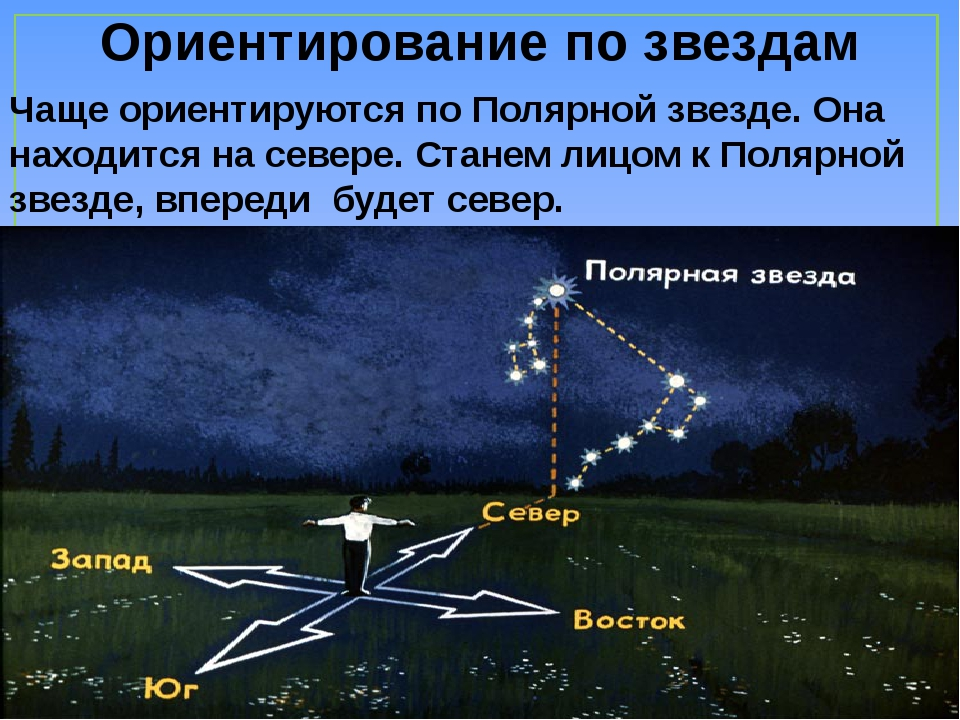 Ориентирование по звездам
Чаще ориентируются по Полярной звезде. Она
находится на севере. Станем лицом к Полярной
звезде, впереди будет север.
Полярная звезда
Север
Запад
Восток
Юг